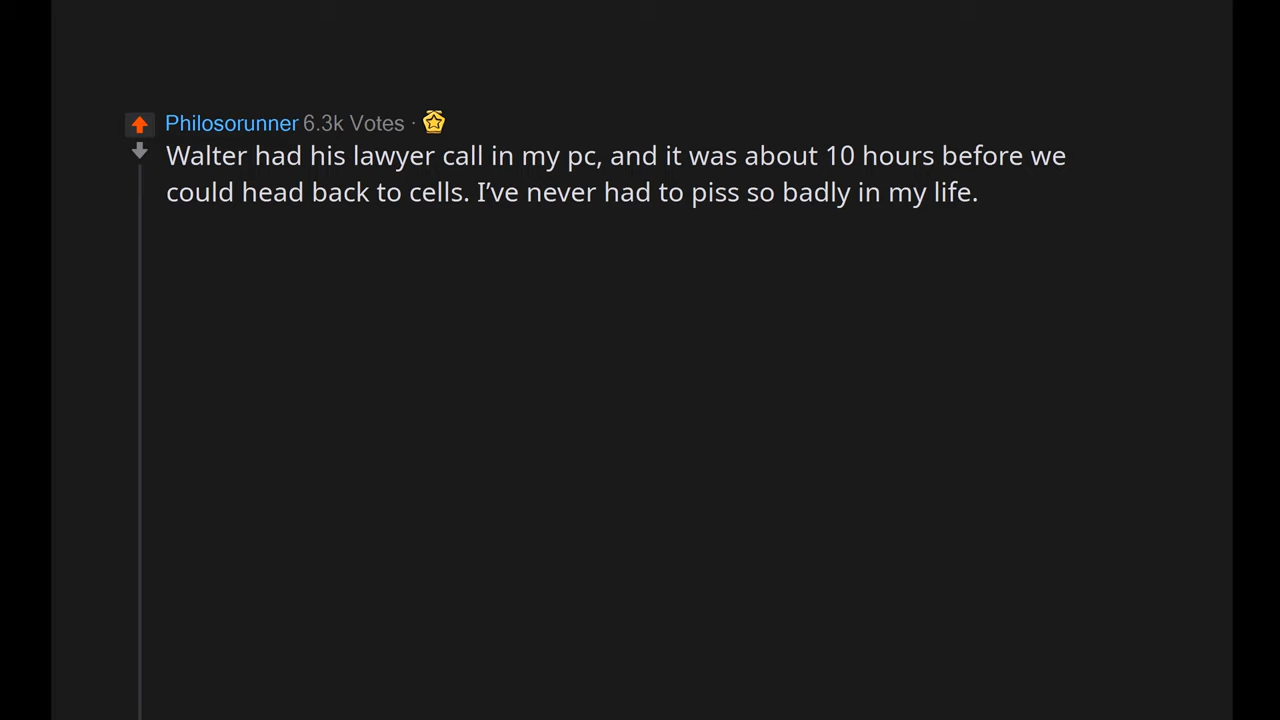 Philosorunner 6.3k Votes ·
Walter had his lawyer call in my pc, and it was about 10 hours before we
could head back to cells. I’ve never had to piss so badly in my life.